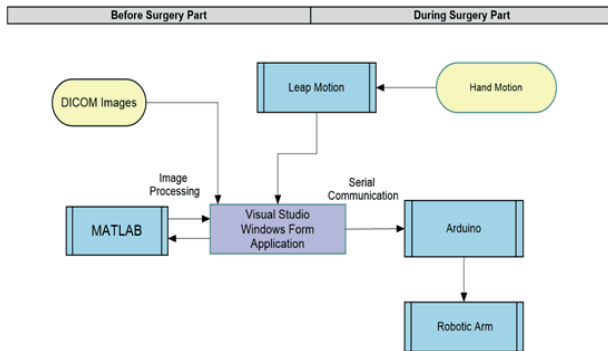 Before Surgery Part
During Surgery Part
DICOM Images
Leap Motion
Hand Motion
Image
Processing
Serial
Communication
MATLAB
Visual Studio
Windows Form
Application
Arduino
Robotic Arm